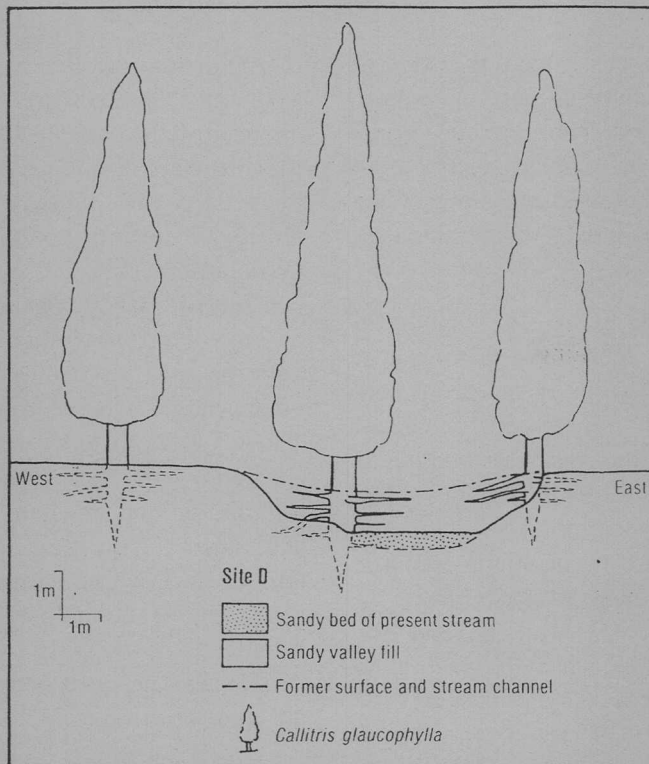 West
East
1m
1m
Site D
Sandy bed of present stream
Sandy valley fill
Former surface and stream channel
Callitris glaucophylla